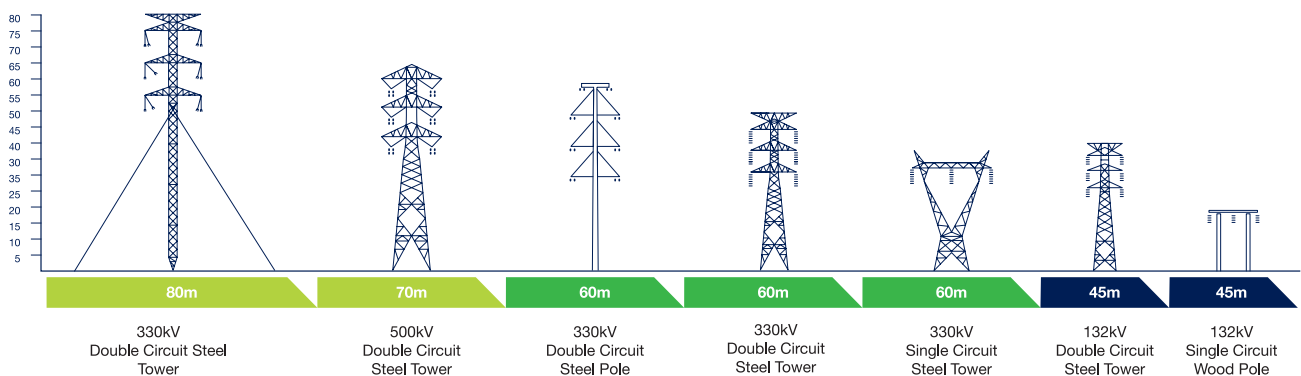 80
75
70
65
60
55
50
45
40
35
30
25
20
15
10
5
80m
70m
60m
60m
60m
45m
45m
330kV
Double Circuit Steel
Tower
500kV
Double Circuit
Steel Tower
330kV
Double Circuit
Steel Pole
330kV
Double Circuit
Steel Tower
330kV
Single Circuit
Steel Tower
132kV
Double Circuit
Steel Tower
132kV
Single Circuit
Wood Pole